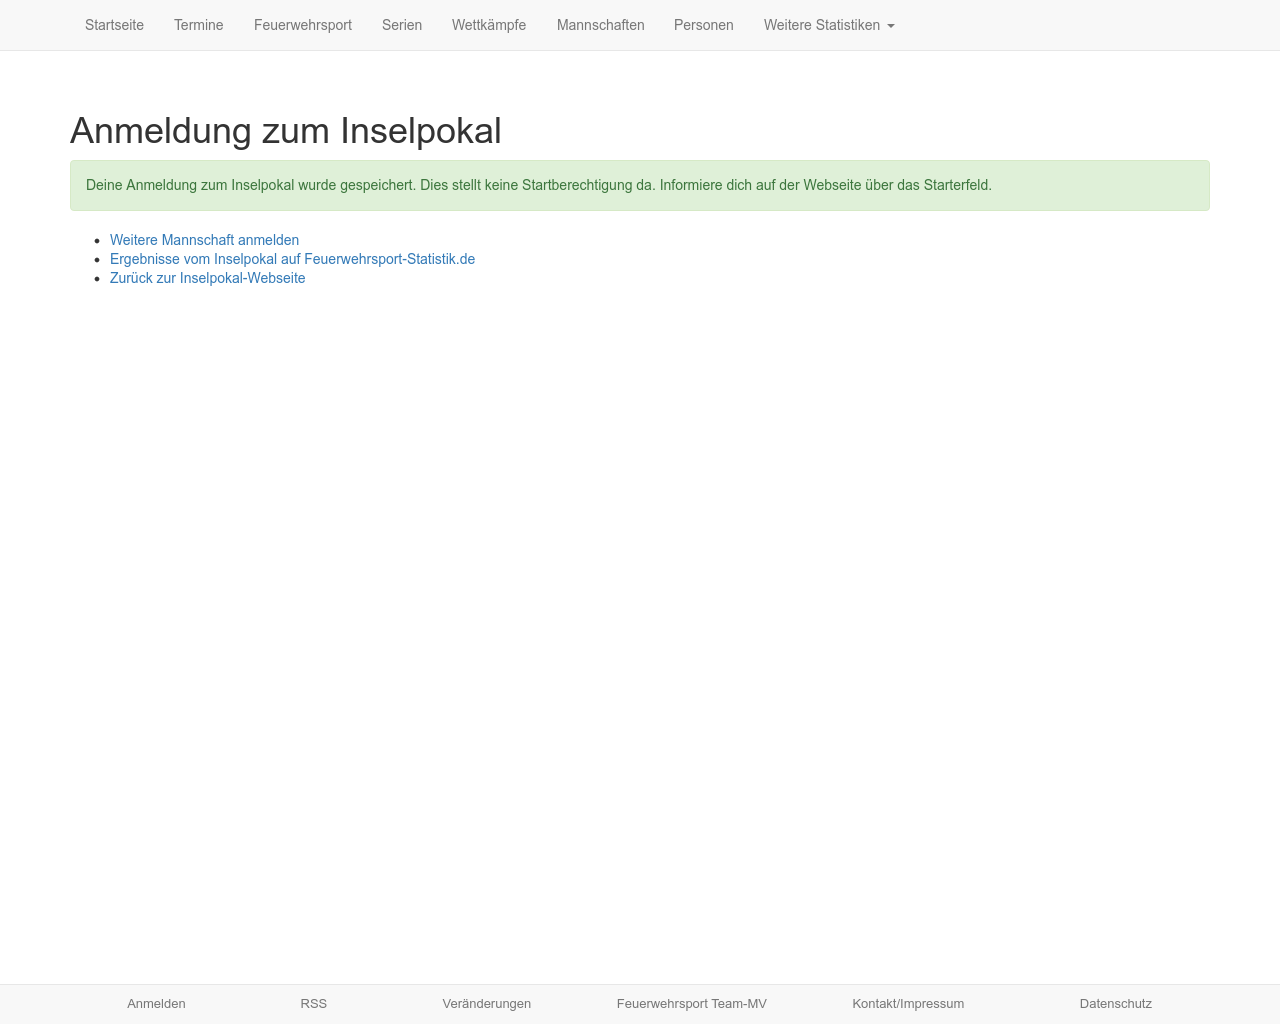 Startseite Termine Feuerwehrsport Serien Wettkämpfe Mannschaften Personen Weitere Statistiken
Anmeldung zum Inselpokal
Deine Anmeldung zum Inselpokal wurde gespeichert. Dies stellt keine Startberechtigung da. Informiere dich auf der Webseite über das Starterfeld.
Weitere Mannschaft anmelden
Ergebnisse vom Inselpokal auf Feuerwehrsport-Statistik.de
Zurück zur Inselpokal-Webseite
Anmelden RSS Veränderungen Feuerwehrsport Team-MV Kontakt/Impressum Datenschutz